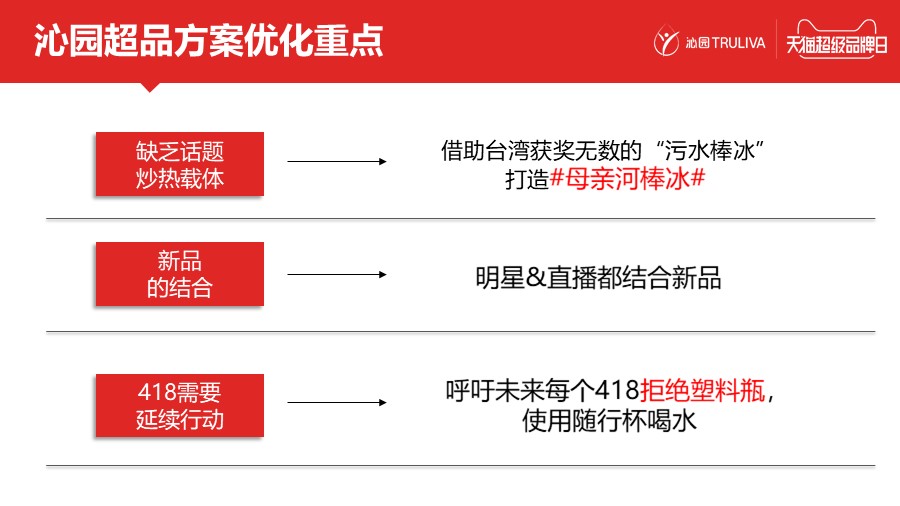 沁园超品方案优化重点
沁园 TRULIVA
天猫超级品牌日
缺乏话题
炒热载体
借助台湾获奖无数的“污水棒冰”
打造#母亲河棒冰#
新品
的结合
明星&直播都结合新品
418需要
延续行动
呼吁未来每个418拒绝塑料瓶，
使用随行杯喝水